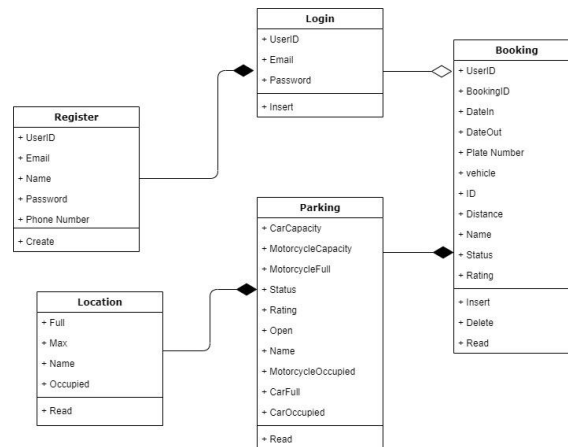 Login
+ UserID
+ Email
+ Password
+ Insert
Booking
+ UserID
+ BookingID
+ DateIn
+ DateOut
+ Plate Number
+ vehicle
+ ID
+ Distance
+ Name
+ Status
+ Rating
+ Insert
+ Delete
+ Read
Register
+ UserID
+ Email
+ Name
+ Password
+ Phone Number
+ Create
Parking
+ CarCapacity
+ MotorcycleCapacity
+ MotorcycleFull
+ Status
+ Rating
+ Open
+ Name
+ MotorcycleOccupied
+ CarFull
+ CarOccupied
+ Read
Location
+ Full
+ Max
+ Name
+ Occupied
+ Read